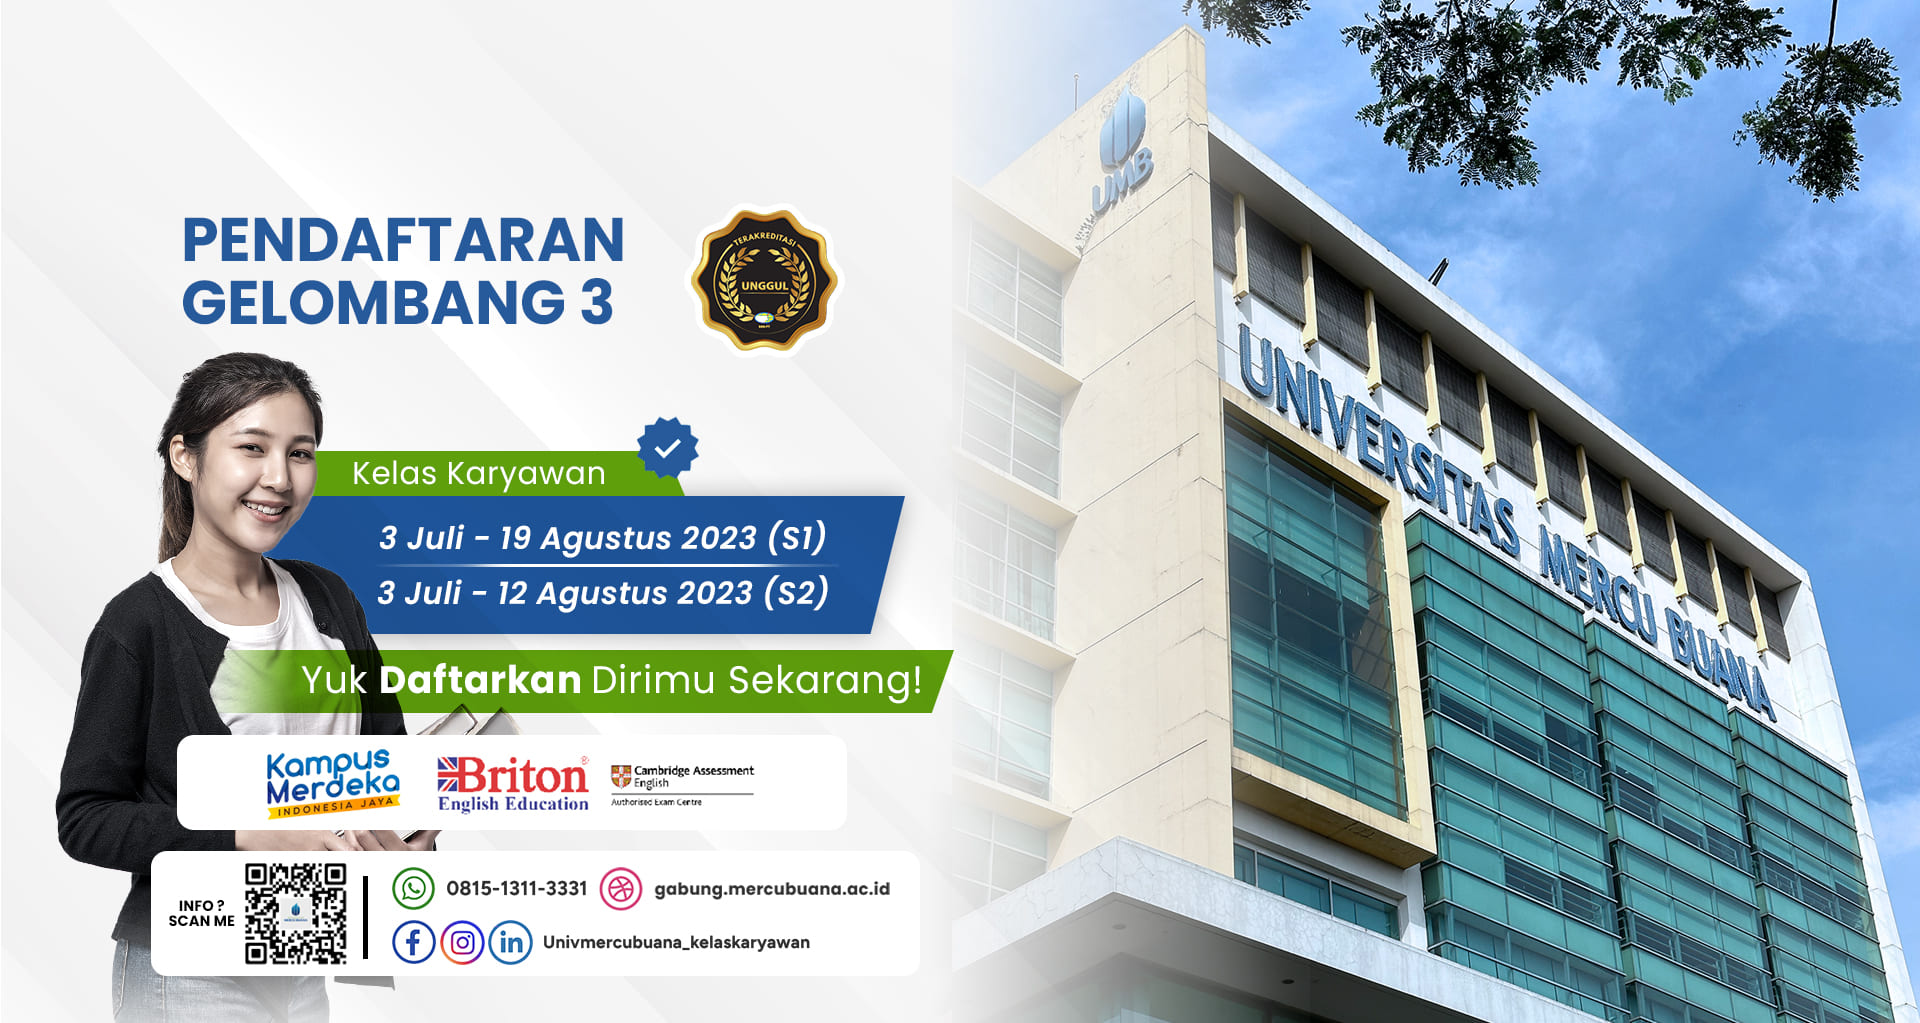 PENDAFTARAN
GELOMBANG 3
TERAKREDITASI
UNGGUL
Kelas Karyawan
3 Juli - 19 Agustus 2023 (S1)
3 Juli - 12 Agustus 2023 (S2)
Yuk Daftarkan Dirimu Sekarang!
Kampus
Merdeka
INDONESIA JAYA
Briton®
English Education
Cambridge Assessment
English
Authorised Exam Centre
INFO ?
SCAN ME
0815-1311-3331
gabung.mercubuana.ac.id
Univmercubuana_kelaskaryawan
UMB
UNIVERSITAS MERCU BUANA